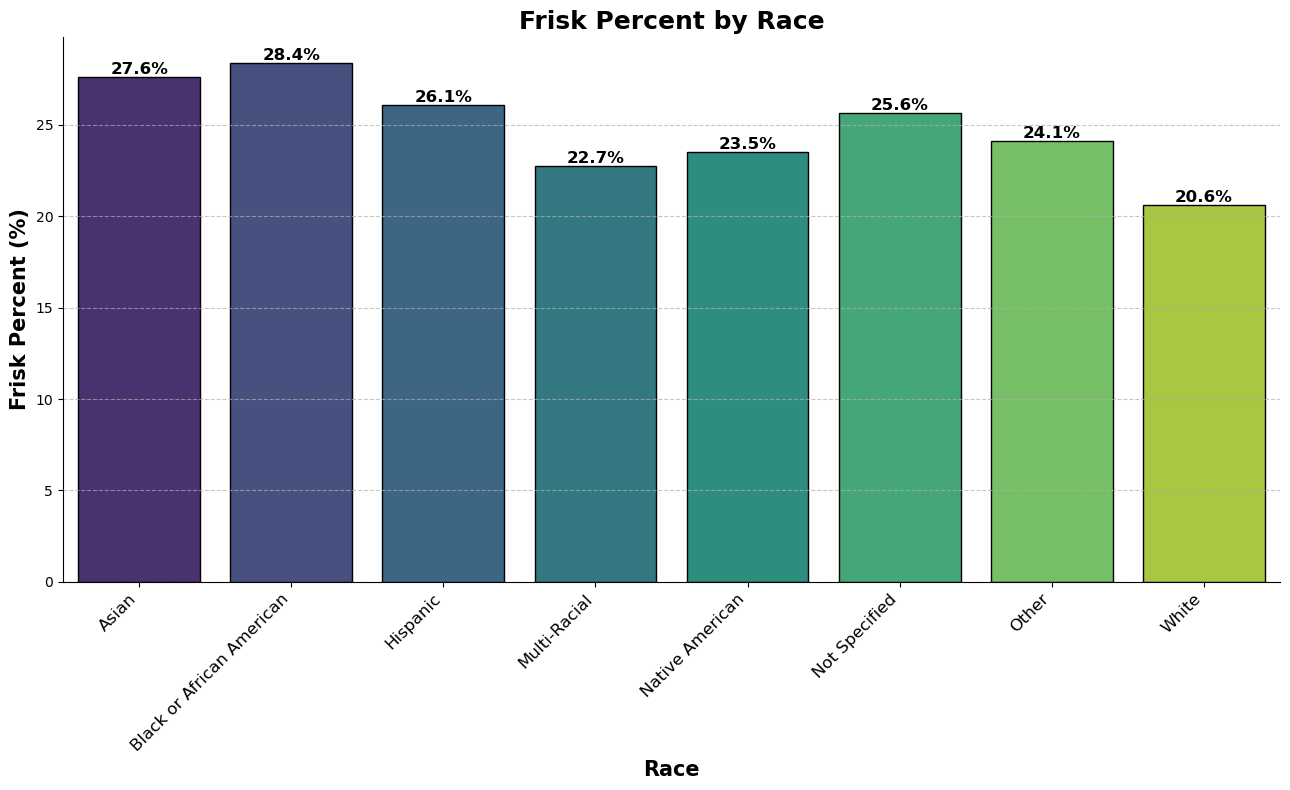 Frisk Percent by Race
Frisk Percent (%)
25
20
15
10
5
0
27.6%
28.4%
26.1%
22.7%
23.5%
25.6%
24.1%
20.6%
Asian
Black or African American
Hispanic
Multi-Racial
Native American
Not Specified
Other
White
Race